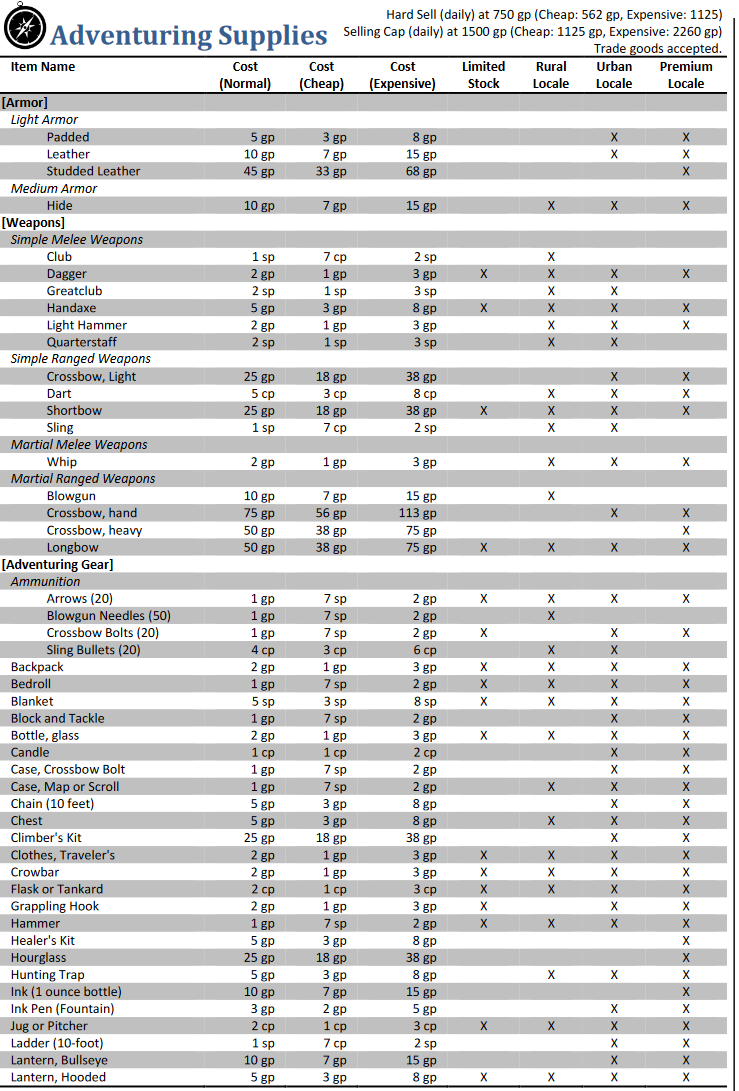 Hard Sell (daily) at 750 gp (Cheap: 562 gp, Expensive: 1125)
Adventuring Supplies
Selling Cap (daily) at 1500 gp (Cheap: 1125 gp, Expensive: 2260 gp)
Trade goods accepted.
Item Name Cost (Normal) Cost (Cheap) Cost (Expensive) Limited Stock Rural Locale Urban Locale Premium Locale
[Armor]
Light Armor
Padded 5 gp 3 gp 8 gp X X
Leather 10 gp 7 gp 15 gp X X
Studded Leather 45 gp 33 gp 68 gp X
Medium Armor
Hide 10 gp 7 gp 15 gp X X X
[Weapons]
Simple Melee Weapons
Club 1 sp 7 cp 2 sp X
Dagger 2 gp 1 gp 3 gp X X X X
Greatclub 2 sp 1 sp 3 sp X X
Handaxe 5 gp 3 gp 8 gp X X X X
Light Hammer 2 gp 1 gp 3 gp X X X
Quarterstaff 2 sp 1 sp 3 sp X X
Simple Ranged Weapons
Crossbow, Light 25 gp 18 gp 38 gp X X
Dart 5 cp 3 cp 8 cp X X X
Shortbow 25 gp 18 gp 38 gp X X X X
Sling 1 sp 7 cp 2 sp X X
Martial Melee Weapons
Whip 2 gp 1 gp 3 gp X X X
Martial Ranged Weapons
Blowgun 10 gp 7 gp 15 gp X
Crossbow, hand 75 gp 56 gp 113 gp X X
Crossbow, heavy 50 gp 38 gp 75 gp X
Longbow 50 gp 38 gp 75 gp X X X X
[Adventuring Gear]
Ammunition
Arrows (20) 1 gp 7 sp 2 gp X X X X
Blowgun Needles (50) 1 gp 7 sp 2 gp X
Crossbow Bolts (20) 1 gp 7 sp 2 gp X X X
Sling Bullets (20) 4 cp 3 cp 6 cp X X
Backpack 2 gp 1 gp 3 gp X X X X
Bedroll 1 gp 7 sp 2 gp X X X X
Blanket 5 sp 3 sp 8 sp X X X X
Block and Tackle 1 gp 7 sp 2 gp X X
Bottle, glass 2 gp 1 gp 3 gp X X X X
Candle 1 cp 1 cp 2 cp X X
Case, Crossbow Bolt 1 gp 7 sp 2 gp X X
Case, Map or Scroll 1 gp 7 sp 2 gp X X X
Chain (10 feet) 5 gp 3 gp 8 gp X X
Chest 5 gp 3 gp 8 gp X X X
Climber's Kit 25 gp 18 gp 38 gp X X
Clothes, Traveler's 2 gp 1 gp 3 gp X X X X
Crowbar 2 gp 1 gp 3 gp X X X X
Flask or Tankard 2 cp 1 cp 3 cp X X X X
Grappling Hook 2 gp 1 gp 3 gp X X X
Hammer 1 gp 7 sp 2 gp X X X X
Healer's Kit 5 gp 3 gp 8 gp X
Hourglass 25 gp 18 gp 38 gp X
Hunting Trap 5 gp 3 gp 8 gp X X X
Ink (1 ounce bottle) 10 gp 7 gp 15 gp X
Ink Pen (Fountain) 3 gp 2 gp 5 gp X X
Jug or Pitcher 2 cp 1 cp 3 cp X X X X
Ladder (10-foot) 1 sp 7 cp 2 sp X X
Lantern, Bullseye 10 gp 7 gp 15 gp X X
Lantern, Hooded 5 gp 3 gp 8 gp X X X X